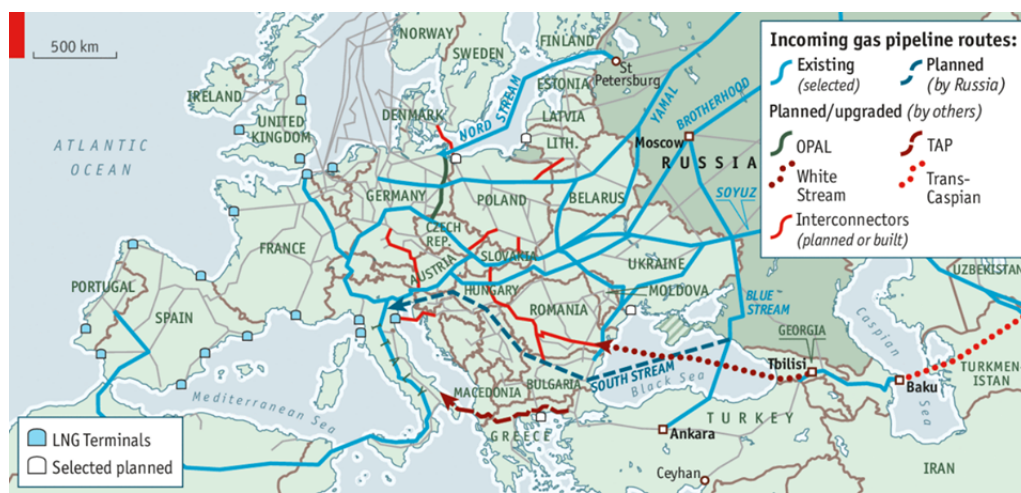 500 km
NORWAY
SWEDEN
FINLAND
St
Petersburg
ESTONIA
IRELAND
UNITED
KINGDOM
DENMARK
NORD STREAM
LATVIA
LITH.
YAMAL
BROTHERHOOD
Moscow
RUSSIA
ATLANTIC
OCEAN
GERMANY
POLAND
BELARUS
SOYUZ
CZECH
REP.
FRANCE
SLOVAKIA
AUSTRIA
UKRAINE
HUNGARY
MOLDOVA
ROMANIA
PORTUGAL
SPAIN
ITALY
BLUE
STREAM
GEORGIA
Caspian
Sea
UZBEKISTAN
TURKMEN-
ISTAN
SOUTH STREAM
Black Sea
Tbilisi
Baku
BULGARIA
MACEDONIA
Mediterranean Sea
TURKEY
GREECE
Ankara
Ceyhan
IRAN
Incoming gas pipeline routes:
Existing
(selected)
Planned
(by Russia)
Planned/upgraded (by others)
OPAL
TAP
White
Stream
Trans-
Caspian
Interconnectors
(planned or built)
LNG Terminals
Selected planned